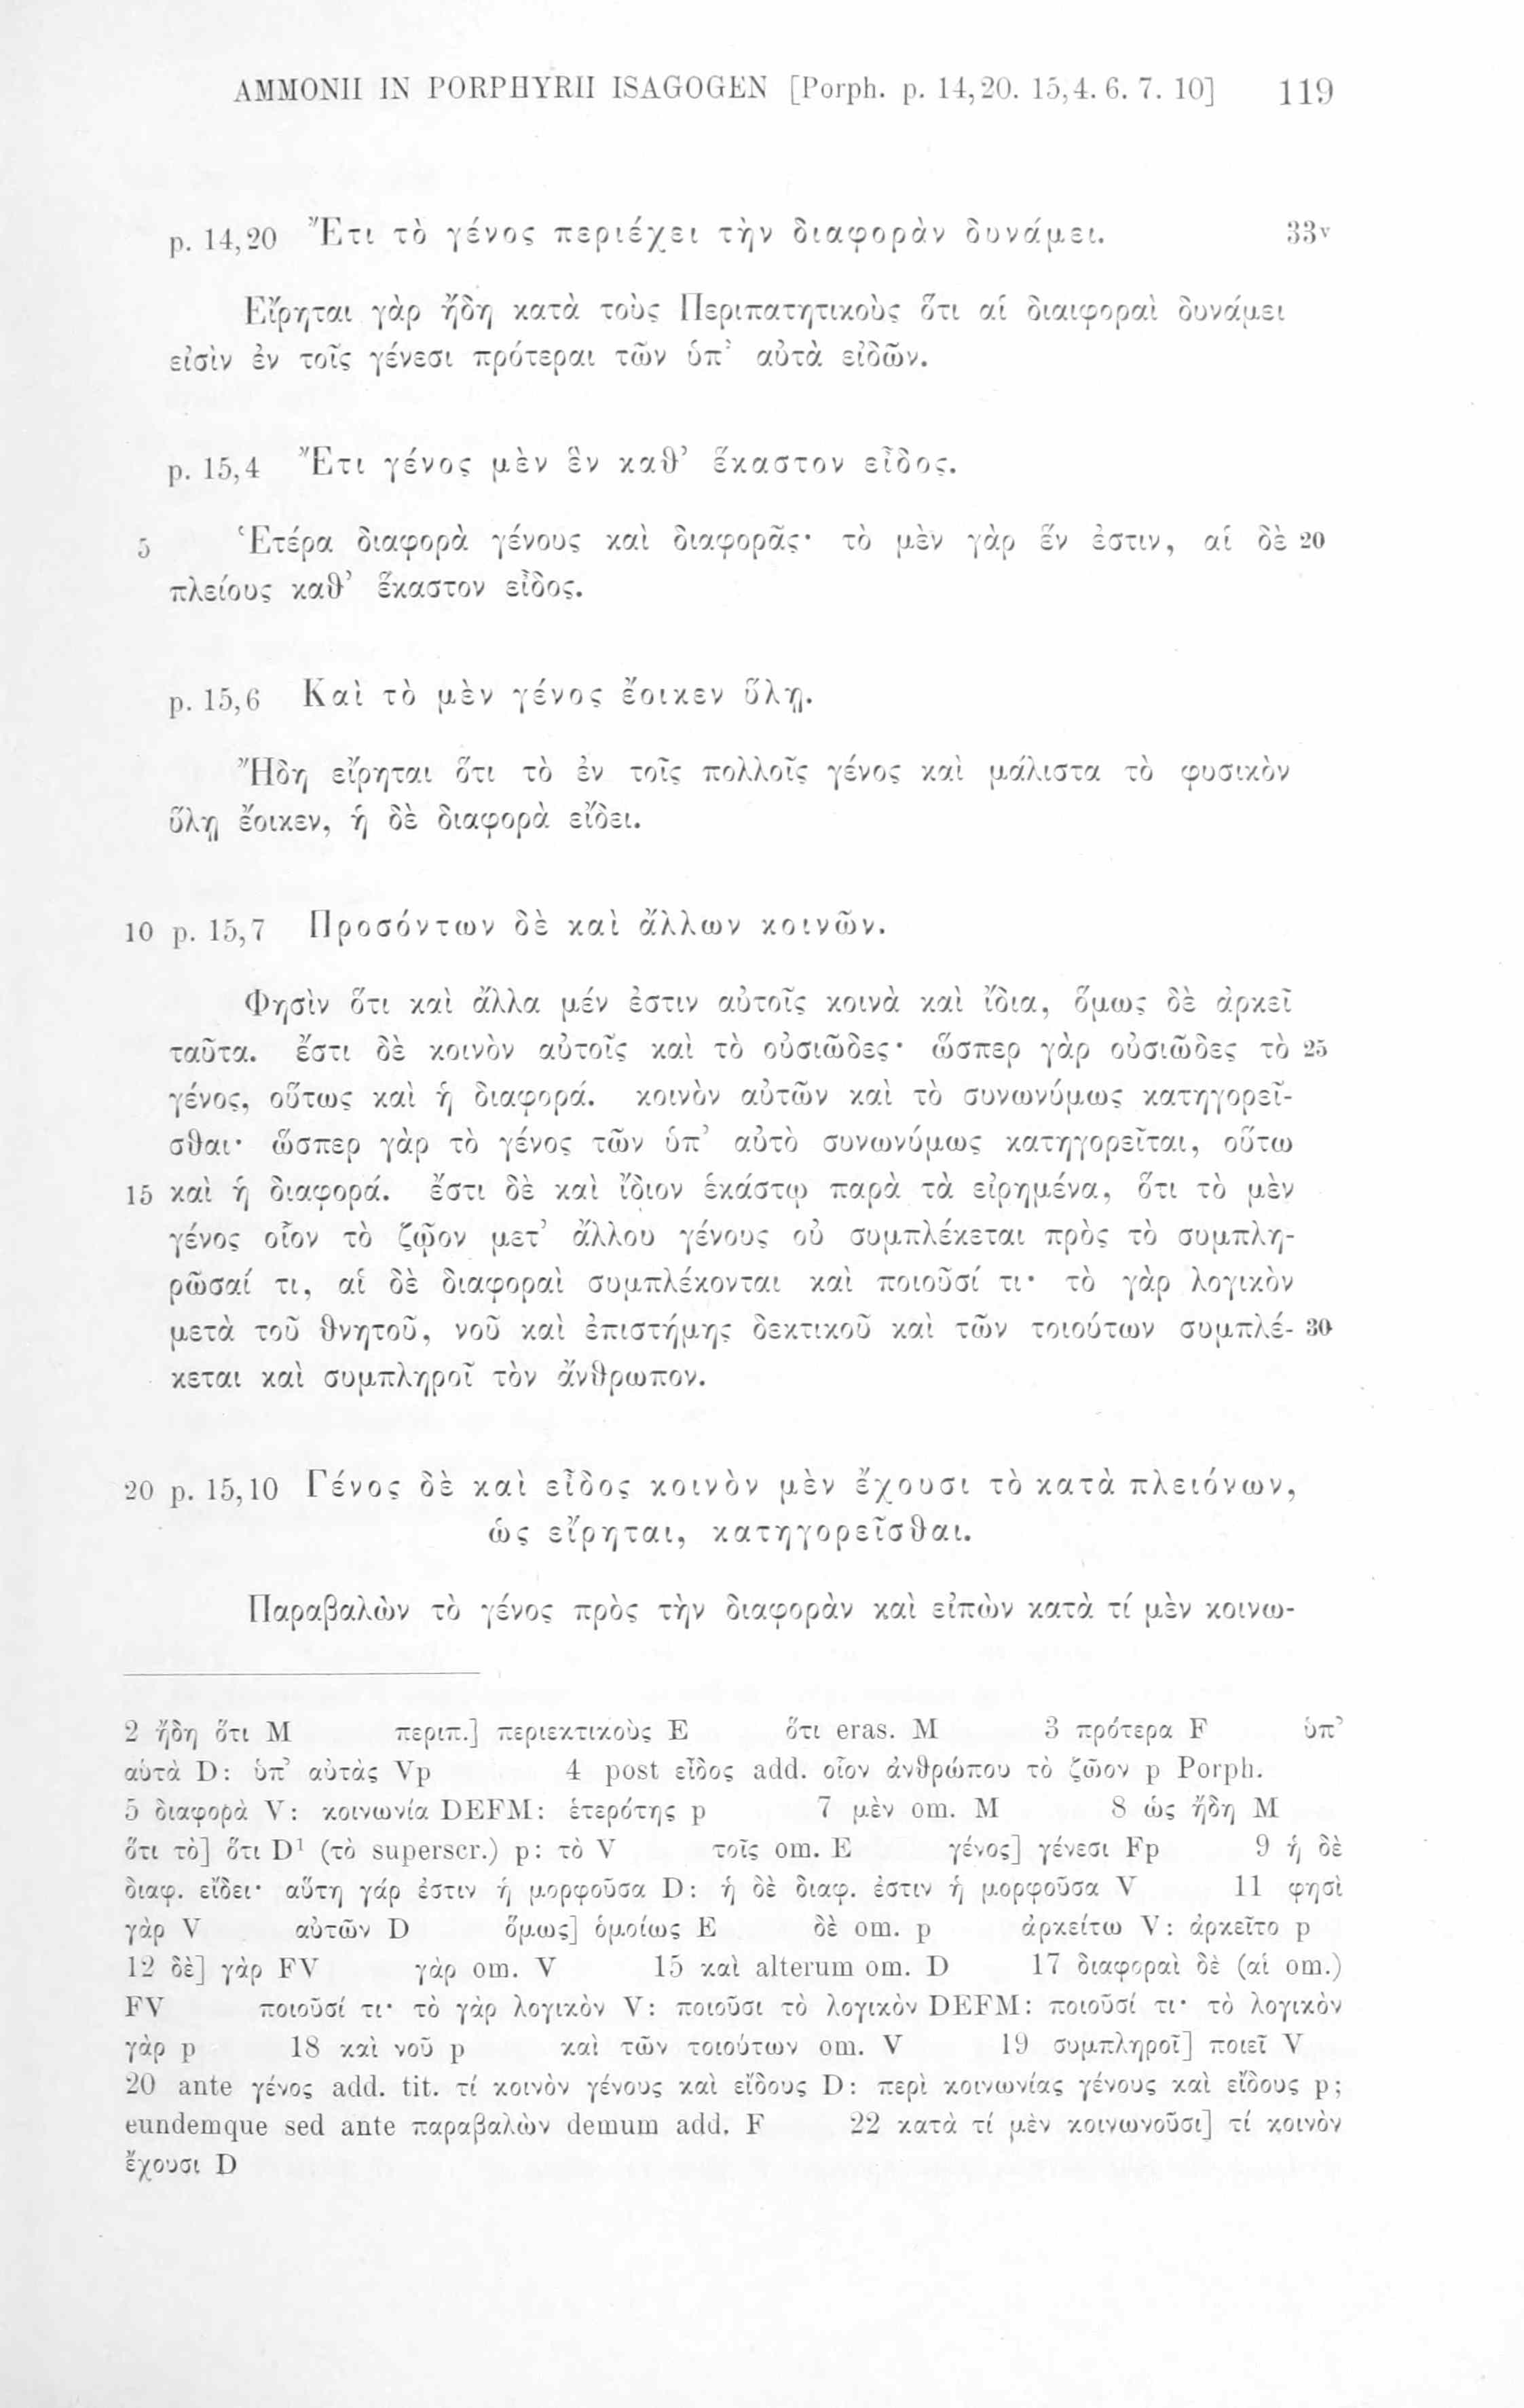 AMMONII IN PORPHYRII ISAGOGEN [Porph. p. 14,20. 15,4. 6. 7. 10] 119
p. 14,20 Ἔτι τὸ γένος περιέχει τὴν διαφορὰν δυνάμει. 33v
Εἴρηται γὰρ ἤδη κατὰ τοὺς Περιπατητικοὺς ὅτι αἱ διαιφοραὶ δυνάμει
εἰσὶν ἐν τοῖς γένεσι πρότεραι τῶν ὑπ’ αὐτὰ εἰδῶν.
p. 15,4 Ἔτι γένος μὲν ἓν καθ’ ἕκαστον εἶδος.
5 Ἑτέρα διαφορὰ γένους καὶ διαφορᾶς· τὸ μὲν γὰρ ἕν ἐστιν, αἱ δὲ 20
πλείους καθ’ ἕκαστον εἶδος.
p. 15,6 Καὶ τὸ μὲν γένος ἔοικεν ὕλῃ.
Ἤδη εἴρηται ὅτι τὸ ἐν τοῖς πολλοῖς γένος καὶ μάλιστα τὸ φυσικὸν
ὕλῃ ἔοικεν, ἡ δὲ διαφορὰ εἴδει.
10 p. 15,7 Προσόντων δὲ καὶ ἄλλων κοινῶν.
Φησὶν ὅτι καὶ ἄλλα μέν ἐστιν αὐτοῖς κοινὰ καὶ ἴδια, ὅμως δὲ ἀρκεῖ
ταῦτα. ἔστι δὲ κοινὸν αὐτοῖς καὶ τὸ οὐσιῶδες· ὥσπερ γὰρ οὐσιῶδες τὸ 25
γένος, οὕτως καὶ ἡ διαφορά. κοινὸν αὐτῶν καὶ τὸ συνωνύμως κατηγορεῖ-
σθαι· ὥσπερ γὰρ τὸ γένος τῶν ὑπ’ αὐτὸ συνωνύμως κατηγορεῖται, οὕτω
15 καὶ ἡ διαφορά. ἔστι δὲ καὶ ἴδιον ἑκάστῳ παρὰ τὰ εἰρημένα, ὅτι τὸ μὲν
γένος οἷον τὸ ζῷον μετ’ ἄλλου γένους οὐ συμπλέκεται πρὸς τὸ συμπλη-
ρῶσαί τι, αἱ δὲ διαφοραὶ συμπλέκονται καὶ ποιοῦσί τι· τὸ γὰρ λογικὸν
μετὰ τοῦ θνητοῦ, νοῦ καὶ ἐπιστήμης δεκτικοῦ καὶ τῶν τοιούτων συμπλέ- 30
κεται καὶ συμπληροῖ τὸν ἄνθρωπον.
20 p. 15,10 Γένος δὲ καὶ εἶδος κοινὸν μὲν ἔχουσι τὸ κατὰ πλειόνων,
ὡς εἴρηται, κατηγορεῖσθαι.
Παραβαλὼν τὸ γένος πρὸς τὴν διαφορὰν καὶ εἰπὼν κατὰ τί μὲν κοινω-
2 ἤδη ὅτι M περιπ.] περιεκτικοὺς E ὅτι eras. M 3 πρότερα F ὑπ’
αὑτὰ D: ὑπ’ αὐτὰς Vp 4 post εἶδος add. οἷον ἀνθρώπου τὸ ζῶον p Porph.
5 διαφορὰ V: κοινωνία DEFM: ἑτερότης p 7 μὲν om. M 8 ὡς ἤδη M
ὅτι τὸ] ὅτι D¹ (τὸ superscr.) p: τὸ V τοῖς om. E γένος] γένεσι Fp 9 ἡ δὲ
διαφ. εἴδει· αὕτη γάρ ἐστιν ἡ μορφοῦσα D: ἡ δὲ διαφ. ἐστιν ἡ μορφοῦσα V 11 φησὶ
γὰρ V αὐτῶν D ὅμως] ὁμοίως E δὲ om. p ἀρκείτω V: ἀρκεῖτο p
12 δὲ] γὰρ FV γὰρ om. V 15 καὶ alterum om. D 17 διαφοραὶ δὲ (αἱ om.)
FV ποιοῦσί τι· τὸ γὰρ λογικὸν V: ποιοῦσι τὸ λογικὸν DEFM: ποιοῦσί τι· τὸ λογικὸν
γὰρ p 18 καὶ νοῦ p καὶ τῶν τοιούτων om. V 19 συμπληροῖ] ποιεῖ V
20 ante γένος add. tit. τί κοινὸν γένους καὶ εἴδους D: περὶ κοινωνίας γένους καὶ εἴδους p;
eundemque sed ante παραβαλὼν demum add. F 22 κατὰ τί μὲν κοινωνοῦσι] τί κοινὸν
ἔχουσι D